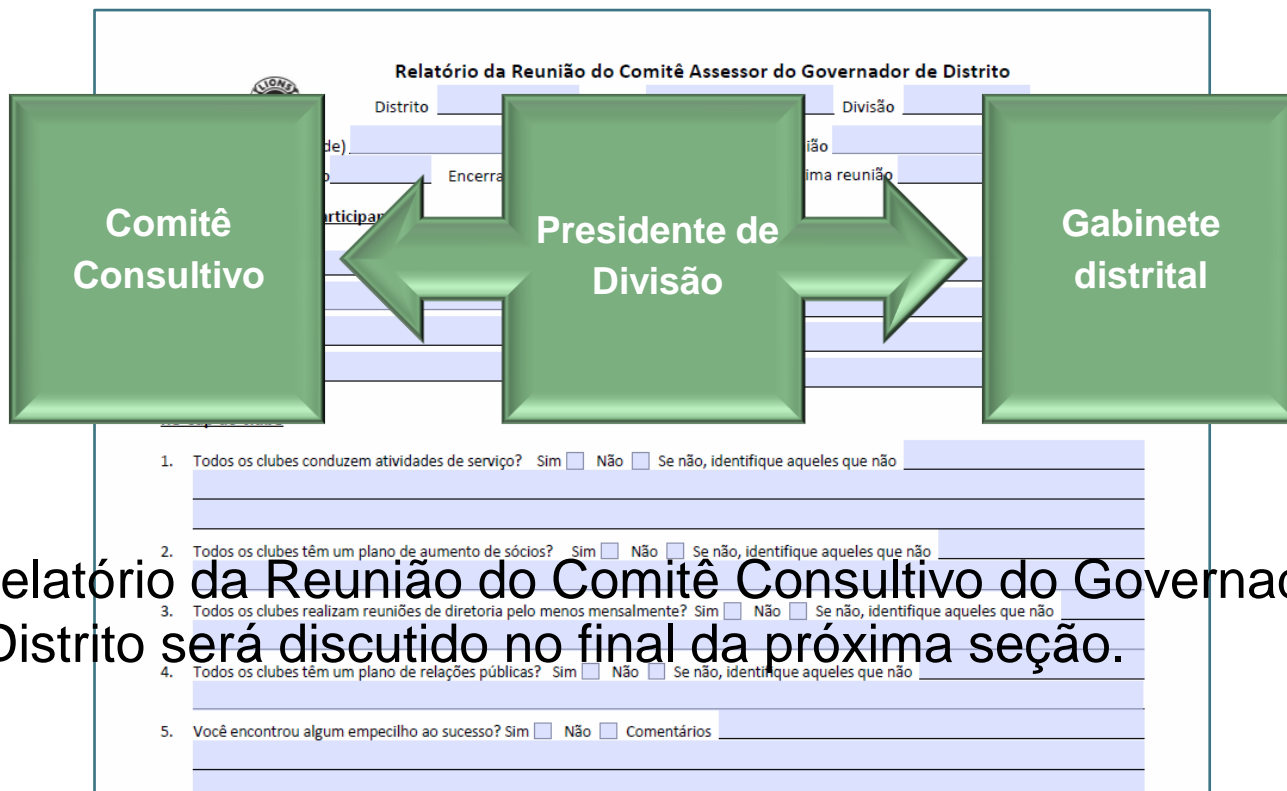 Relatório da Reunião do Comitê Assessor do Governador de Distrito
LIONS
Distrito Divisão
de) ião
Encerra ima reunião
rticipan
Comitê
Consultivo
Presidente de
Divisão
Gabinete
distrital
1. Todos os clubes conduzem atividades de serviço? Sim Não Se não, identifique aqueles que não
2. Todos os clubes têm um plano de aumento de sócios? Sim Não Se não, identifique aqueles que não
elatório da Reunião do Comitê Consultivo do Governad
3. Todos os clubes realizam reuniões de diretoria pelo menos mensalmente? Sim Não Se não, identifique aqueles que não
Distrito será discutido no final da próxima seção.
4. Todos os clubes têm um plano de relações públicas? Sim Não Se não, identifique aqueles que não
5. Você encontrou algum empecilho ao sucesso? Sim Não Comentários